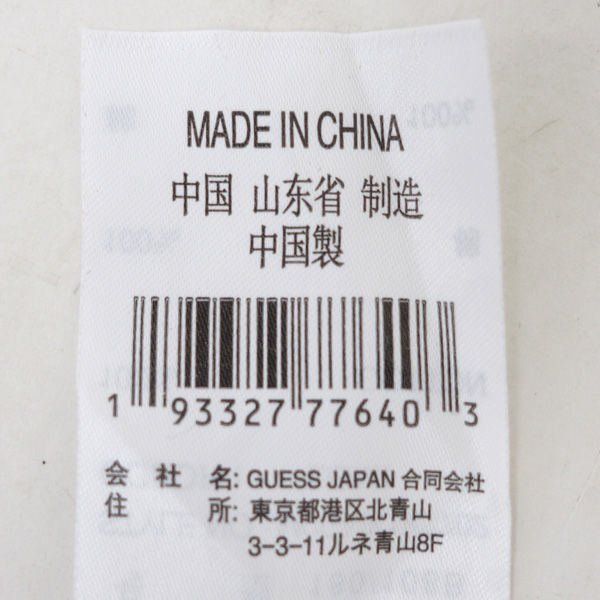 MADE IN CHINA
中国 山东省 制造
中国製
1 93327 77640 3
会社名: GUESS JAPAN 合同会社
住所: 東京都港区北青山
3-3-11ルネ青山8F